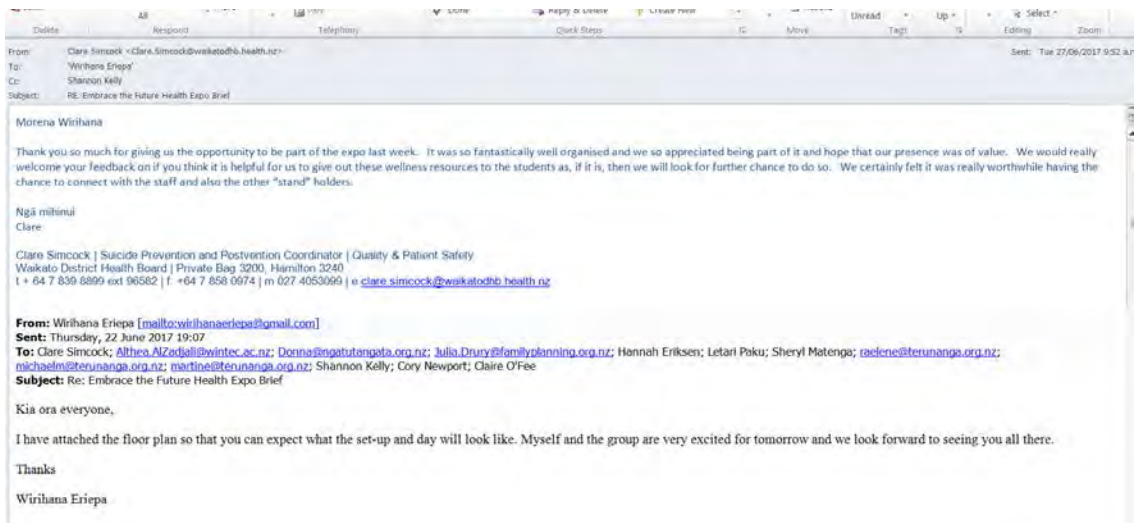 All
Done
Reply & Delete
Create New
Unread
Up
Select
Delete
Respond
Telephony
Quick Steps
Move
Tags
Editing
Zoom
From: Clare Simcock <Clare.Simcock@waikatodhb.health.nz>
Sent: Tue 27/06/2017 9:52 a.m
To: 'Wirihana Eriepa'
Cc: Shannon Kelly
Subject: RE: Embrace the Future Health Expo Brief
Morena Wirihana
Thank you so much for giving us the opportunity to be part of the expo last week. It was so fantastically well organised and we so appreciated being part of it and hope that our presence was of value. We would really
welcome your feedback on if you think it is helpful for us to give out these wellness resources to the students as, if it is, then we will look for further chance to do so. We certainly felt it was really worthwhile having the
chance to connect with the staff and also the other "stand" holders.
Ngā mihinui
Clare
Clare Simcock | Suicide Prevention and Postvention Coordinator | Quality & Patient Safety
Waikato District Health Board | Private Bag 3200, Hamilton 3240
t + 64 7 839 8899 ext 96582 | f. +64 7 858 0974 | m 027 4053099 | e clare.simcock@waikatodhb.health.nz
From: Wirihana Eriepa [mailto:wirihanaeriepa@gmail.com]
Sent: Thursday, 22 June 2017 19:07
To: Clare Simcock; Althea.AlZadjali@wintec.ac.nz; Donna@ngatutangata.org.nz; Julia.Drury@familyplanning.org.nz; Hannah Eriksen; Letari Paku; Sheryl Matenga; raelene@terunanga.org.nz;
michaelm@terunanga.org.nz; martine@terunanga.org.nz; Shannon Kelly; Cory Newport; Claire O'Fee
Subject: Re: Embrace the Future Health Expo Brief
Kia ora everyone,
I have attached the floor plan so that you can expect what the set-up and day will look like. Myself and the group are very excited for tomorrow and we look forward to seeing you all there.
Thanks
Wirihana Eriepa